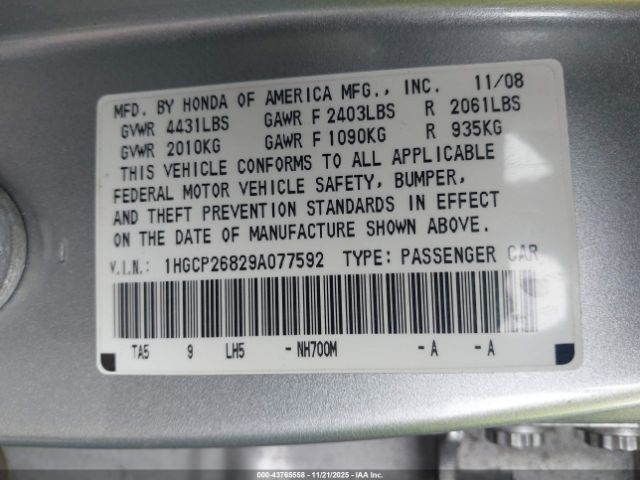 MFD. BY HONDA OF AMERICA MFG., INC. 11/08
GVWR 4431LBS GAWR F 2403LBS R 2061LBS
GVWR 2010KG GAWR F 1090KG R 935KG
THIS VEHICLE CONFORMS TO ALL APPLICABLE
FEDERAL MOTOR VEHICLE SAFETY, BUMPER,
AND THEFT PREVENTION STANDARDS IN EFFECT
ON THE DATE OF MANUFACTURE SHOWN ABOVE.
V.I.N.: 1HGCP26829A077592 TYPE: PASSENGER CAR
TA5 9 LH5 -NH700M -A -A
000-43765558 - 11/21/2025 - IAA Inc.